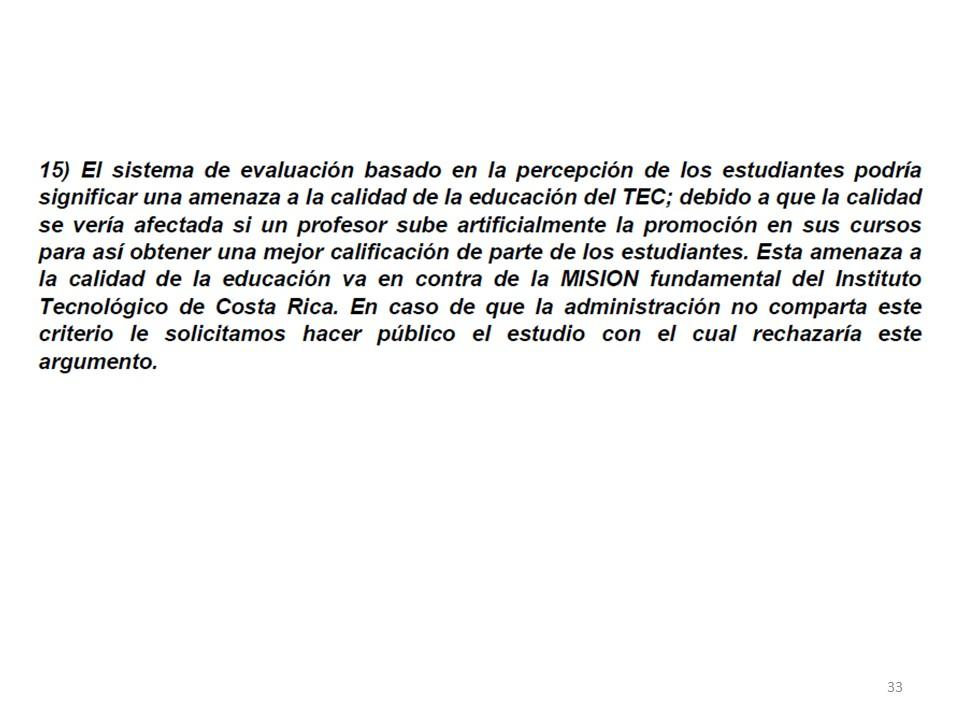 15) El sistema de evaluación basado en la percepción de los estudiantes podría
significar una amenaza a la calidad de la educación del TEC; debido a que la calidad
se vería afectada si un profesor sube artificialmente la promoción en sus cursos
para así obtener una mejor calificación de parte de los estudiantes. Esta amenaza a
la calidad de la educación va en contra de la MISION fundamental del Instituto
Tecnológico de Costa Rica. En caso de que la administración no comparta este
criterio le solicitamos hacer público el estudio con el cual rechazaría este
argumento.
33